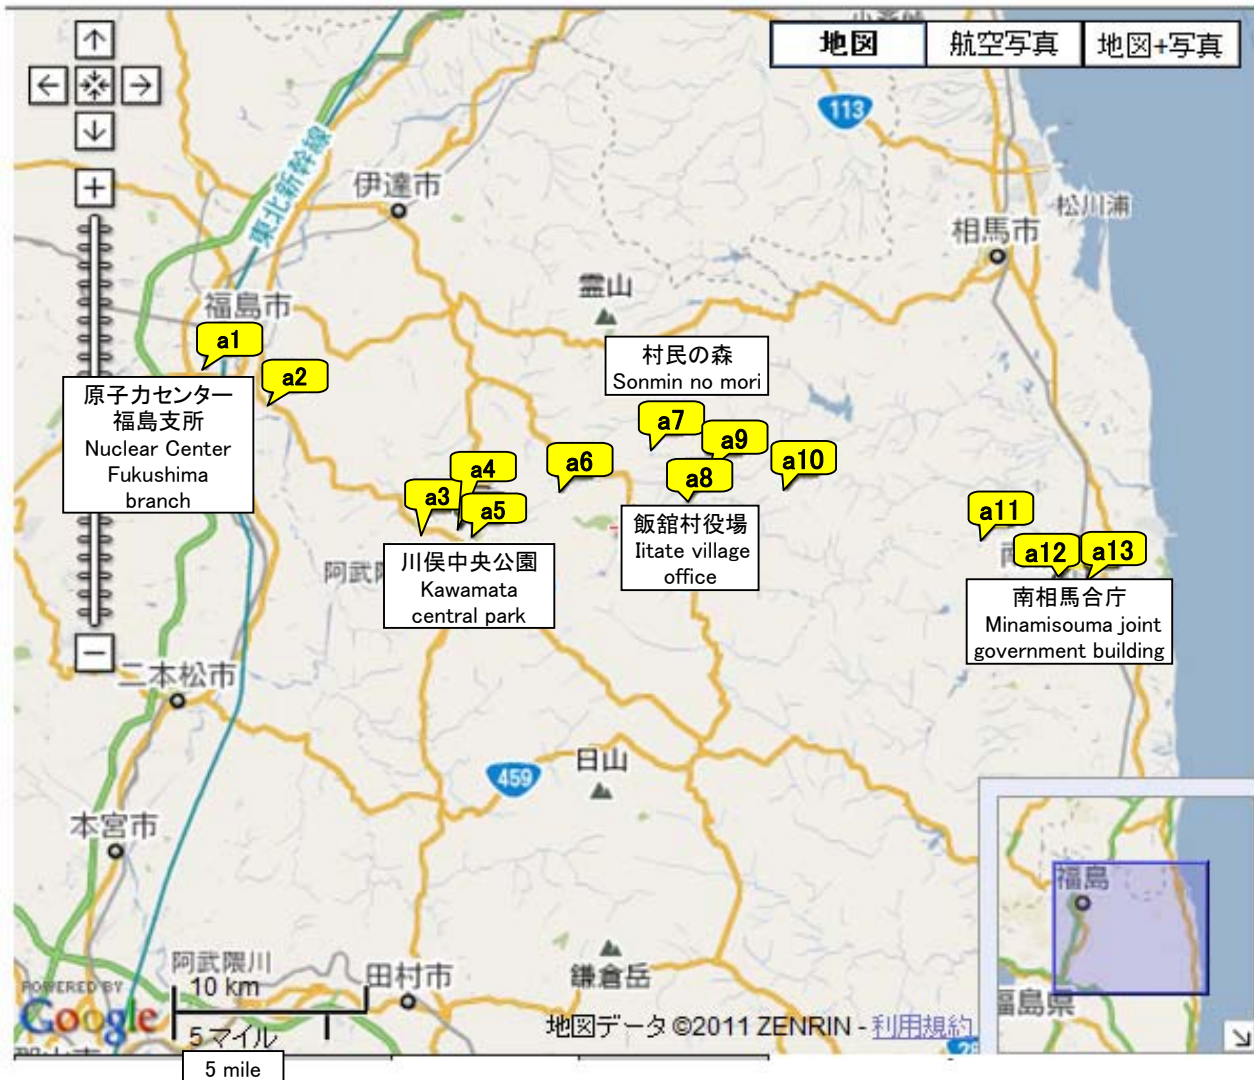 地図
航空写真
地図+写真
113
東北新幹線
伊達市
松川浦
相馬市
霊山
福島市
a1
a2
村民の森
Sonmin no mori
原子力センター
福島支所
Nuclear Center
Fukushima
branch
a7
a9
a10
a4
a6
a8
a3
a5
a11
a12
a13
飯舘村役場
Iitate village
office
川俣中央公園
Kawamata
central park
阿武
南
南相馬合庁
Minamisouma joint
government building
二本松市
日山
459
本宮市
福島
福島県
阿武隈川
10 km
田村市
鎌倉岳
POWERED BY
Google
5 マイル
地図データ ©2011 ZENRIN - 利用規約
5 mile